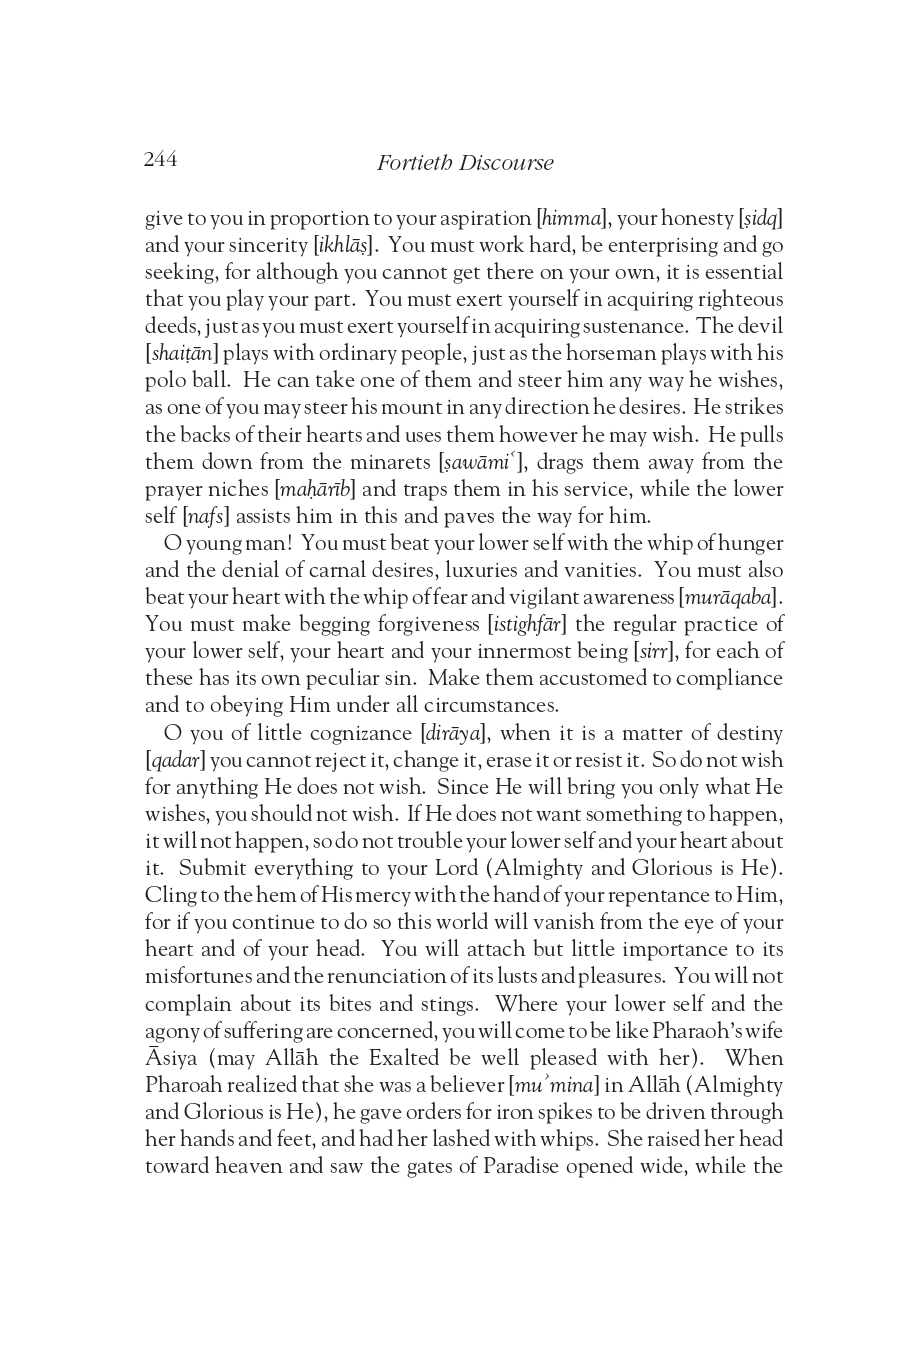 244
Fortieth Discourse
give to you in proportion to your aspiration [himma], your honesty [ṣidq]
and your sincerity [ikhlāṣ]. You must work hard, be enterprising and go
seeking, for although you cannot get there on your own, it is essential
that you play your part. You must exert yourself in acquiring righteous
deeds, just as you must exert yourself in acquiring sustenance. The devil
[shaiṭān] plays with ordinary people, just as the horseman plays with his
polo ball. He can take one of them and steer him any way he wishes,
as one of you may steer his mount in any direction he desires. He strikes
the backs of their hearts and uses them however he may wish. He pulls
them down from the minarets [ṣawāmiʿ], drags them away from the
prayer niches [maḥārīb] and traps them in his service, while the lower
self [nafs] assists him in this and paves the way for him.
O young man! You must beat your lower self with the whip of hunger
and the denial of carnal desires, luxuries and vanities. You must also
beat your heart with the whip of fear and vigilant awareness [murāqaba].
You must make begging forgiveness [istighfār] the regular practice of
your lower self, your heart and your innermost being [sirr], for each of
these has its own peculiar sin. Make them accustomed to compliance
and to obeying Him under all circumstances.
O you of little cognizance [dirāya], when it is a matter of destiny
[qadar] you cannot reject it, change it, erase it or resist it. So do not wish
for anything He does not wish. Since He will bring you only what He
wishes, you should not wish. If He does not want something to happen,
it will not happen, so do not trouble your lower self and your heart about
it. Submit everything to your Lord (Almighty and Glorious is He).
Cling to the hem of His mercy with the hand of your repentance to Him,
for if you continue to do so this world will vanish from the eye of your
heart and of your head. You will attach but little importance to its
misfortunes and the renunciation of its lusts and pleasures. You will not
complain about its bites and stings. Where your lower self and the
agony of suffering are concerned, you will come to be like Pharaoh's wife
Āsiya (may Allāh the Exalted be well pleased with her). When
Pharoah realized that she was a believer [muʾmina] in Allāh (Almighty
and Glorious is He), he gave orders for iron spikes to be driven through
her hands and feet, and had her lashed with whips. She raised her head
toward heaven and saw the gates of Paradise opened wide, while the